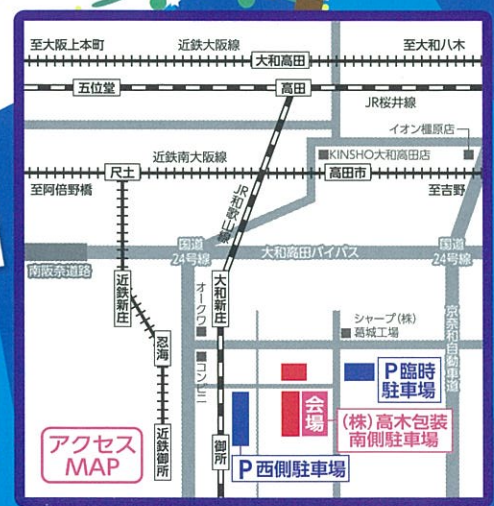 至大阪上本町
近鉄大阪線
至大和八木
大和高田
五位堂
高田
JR桜井線
イオン橿原店
近鉄南大阪線
KINSHO大和高田店
尺土
高田市
至阿倍野橋
JR和歌山線
至吉野
国道
24号線
大和高田バイパス
国道
24号線
南阪奈道路
近鉄新庄
大和新庄
オークワ
シャープ(株)
葛城工場
京奈和自動車道
忍海
コンビニ
P臨時
駐車場
会場
(株)高木包装
南側駐車場
アクセス
MAP
近鉄御所
御所
P西側駐車場